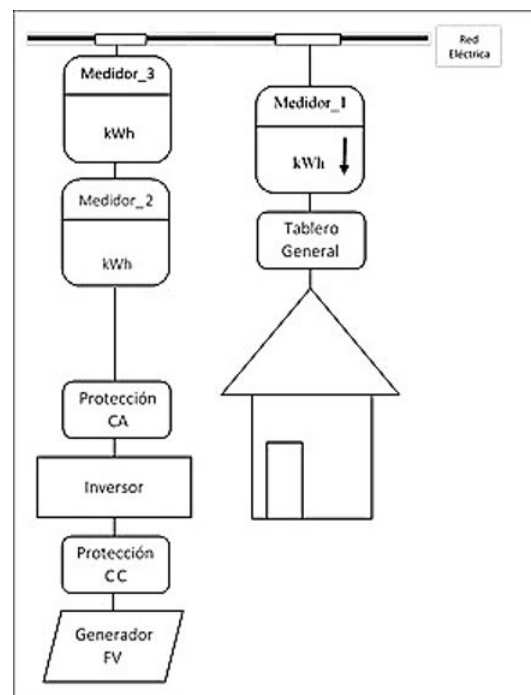 Red
Eléctrica
Medidor_3
kWh
Medidor_2
kWh
Protección
CA
Inversor
Protección
CC
Generador
FV
Medidor_1
kWh
Tablero
General